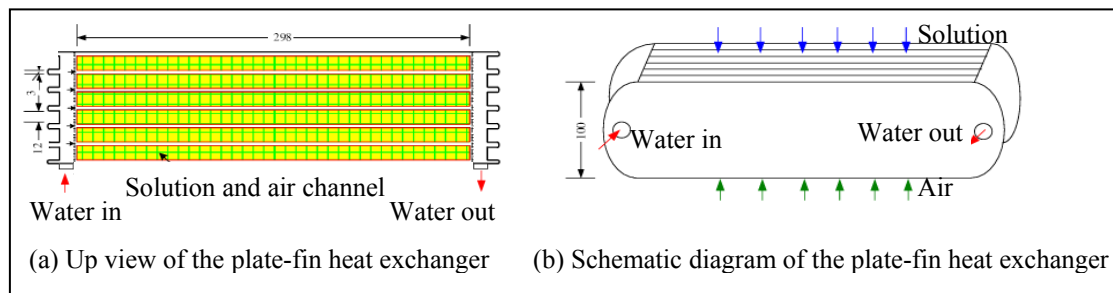 298
3
12
Solution and air channel
Water in
Water out
(a) Up view of the plate-fin heat exchanger
Solution
100
Water in
Water out
Air
(b) Schematic diagram of the plate-fin heat exchanger